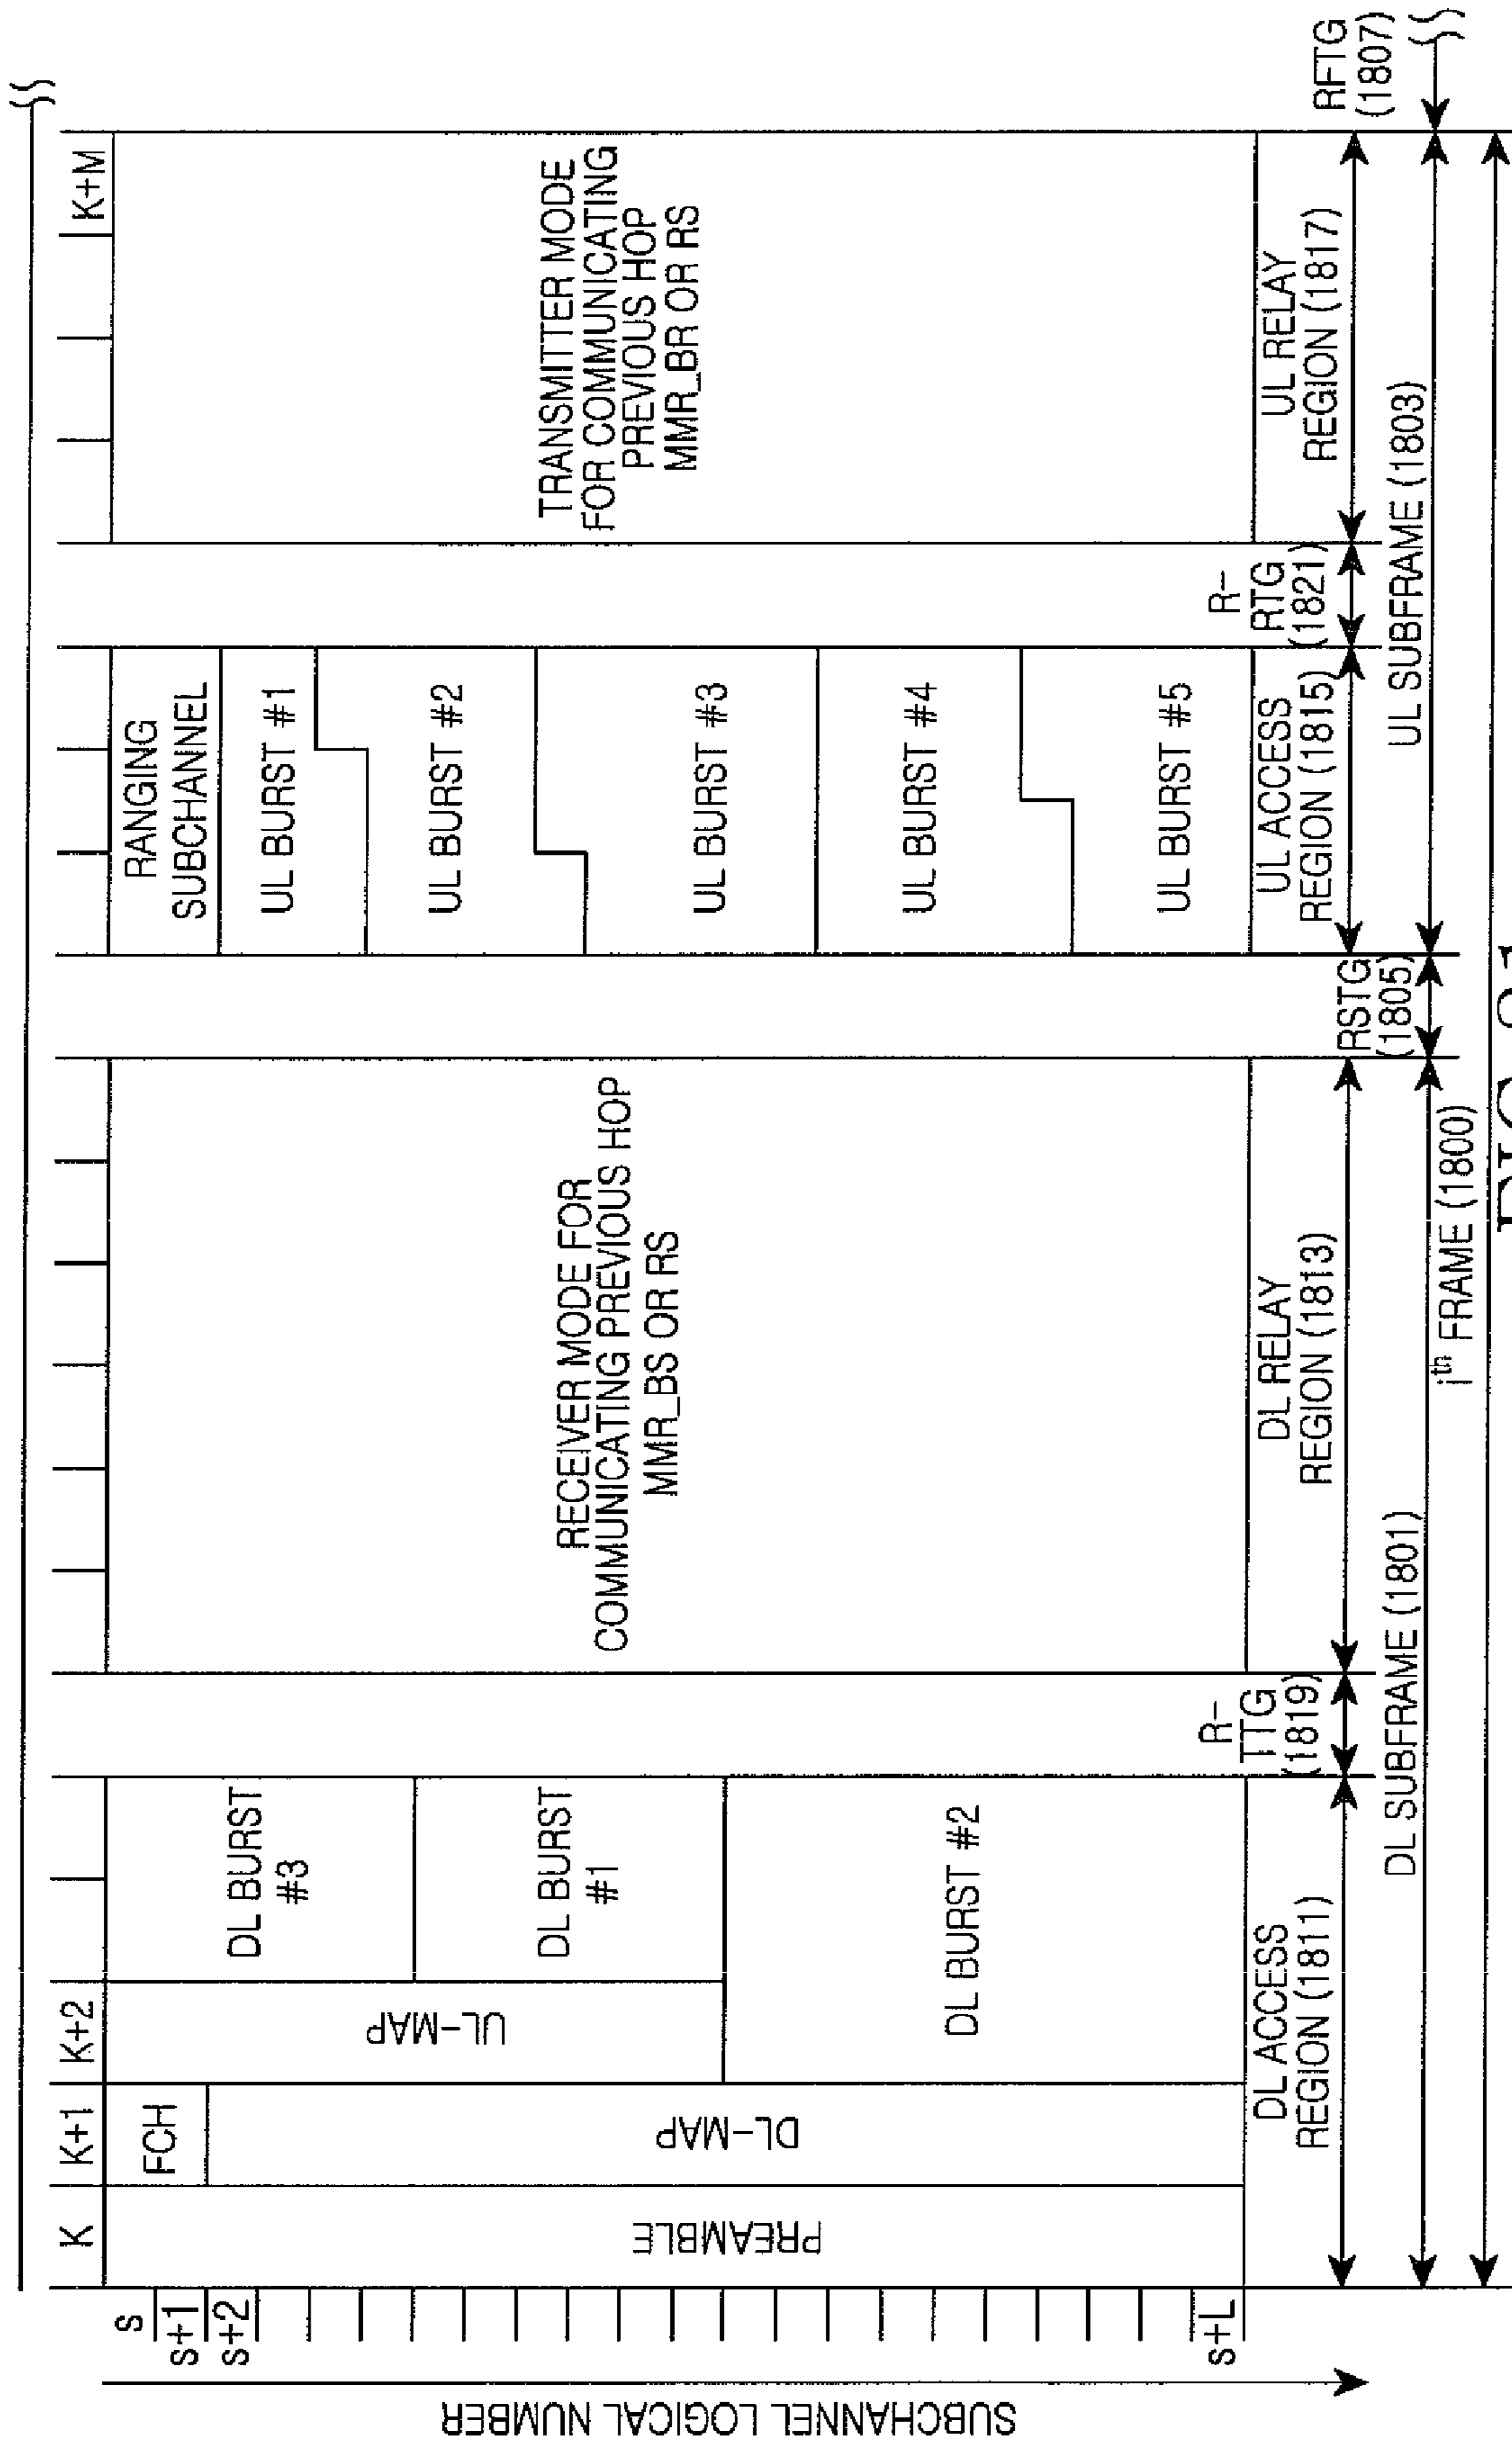 K
K+1
K+2
K+M
s
s+1
s+2
s+L
SUBCHANNEL LOGICAL NUMBER
PREAMBLE
FCH
DL-MAP
UL-MAP
DL BURST
#3
DL BURST
#1
DL BURST #2
R-
TTG
(1819)
RECEIVER MODE FOR
COMMUNICATING PREVIOUS HOP
MMR_BS OR RS
RSTG
(1805)
RANGING
SUBCHANNEL
UL BURST #1
UL BURST #2
UL BURST #3
UL BURST #4
UL BURST #5
R-
RTG
(1821)
TRANSMITTER MODE
FOR COMMUNICATING
PREVIOUS HOP
MMR_BR OR RS
RFTG
(1807)
DL ACCESS
REGION (1811)
DL RELAY
REGION (1813)
UL ACCESS
REGION (1815)
UL RELAY
REGION (1817)
DL SUBFRAME (1801)
UL SUBFRAME (1803)
ith FRAME (1800)